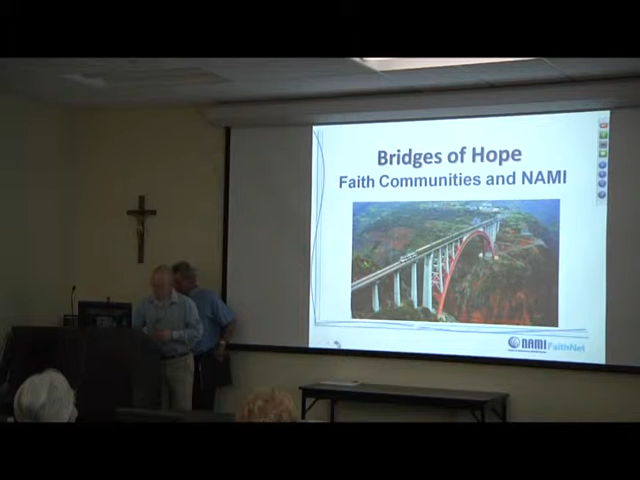 Bridges of Hope
Faith Communities and NAMI
NAMI FaithNet